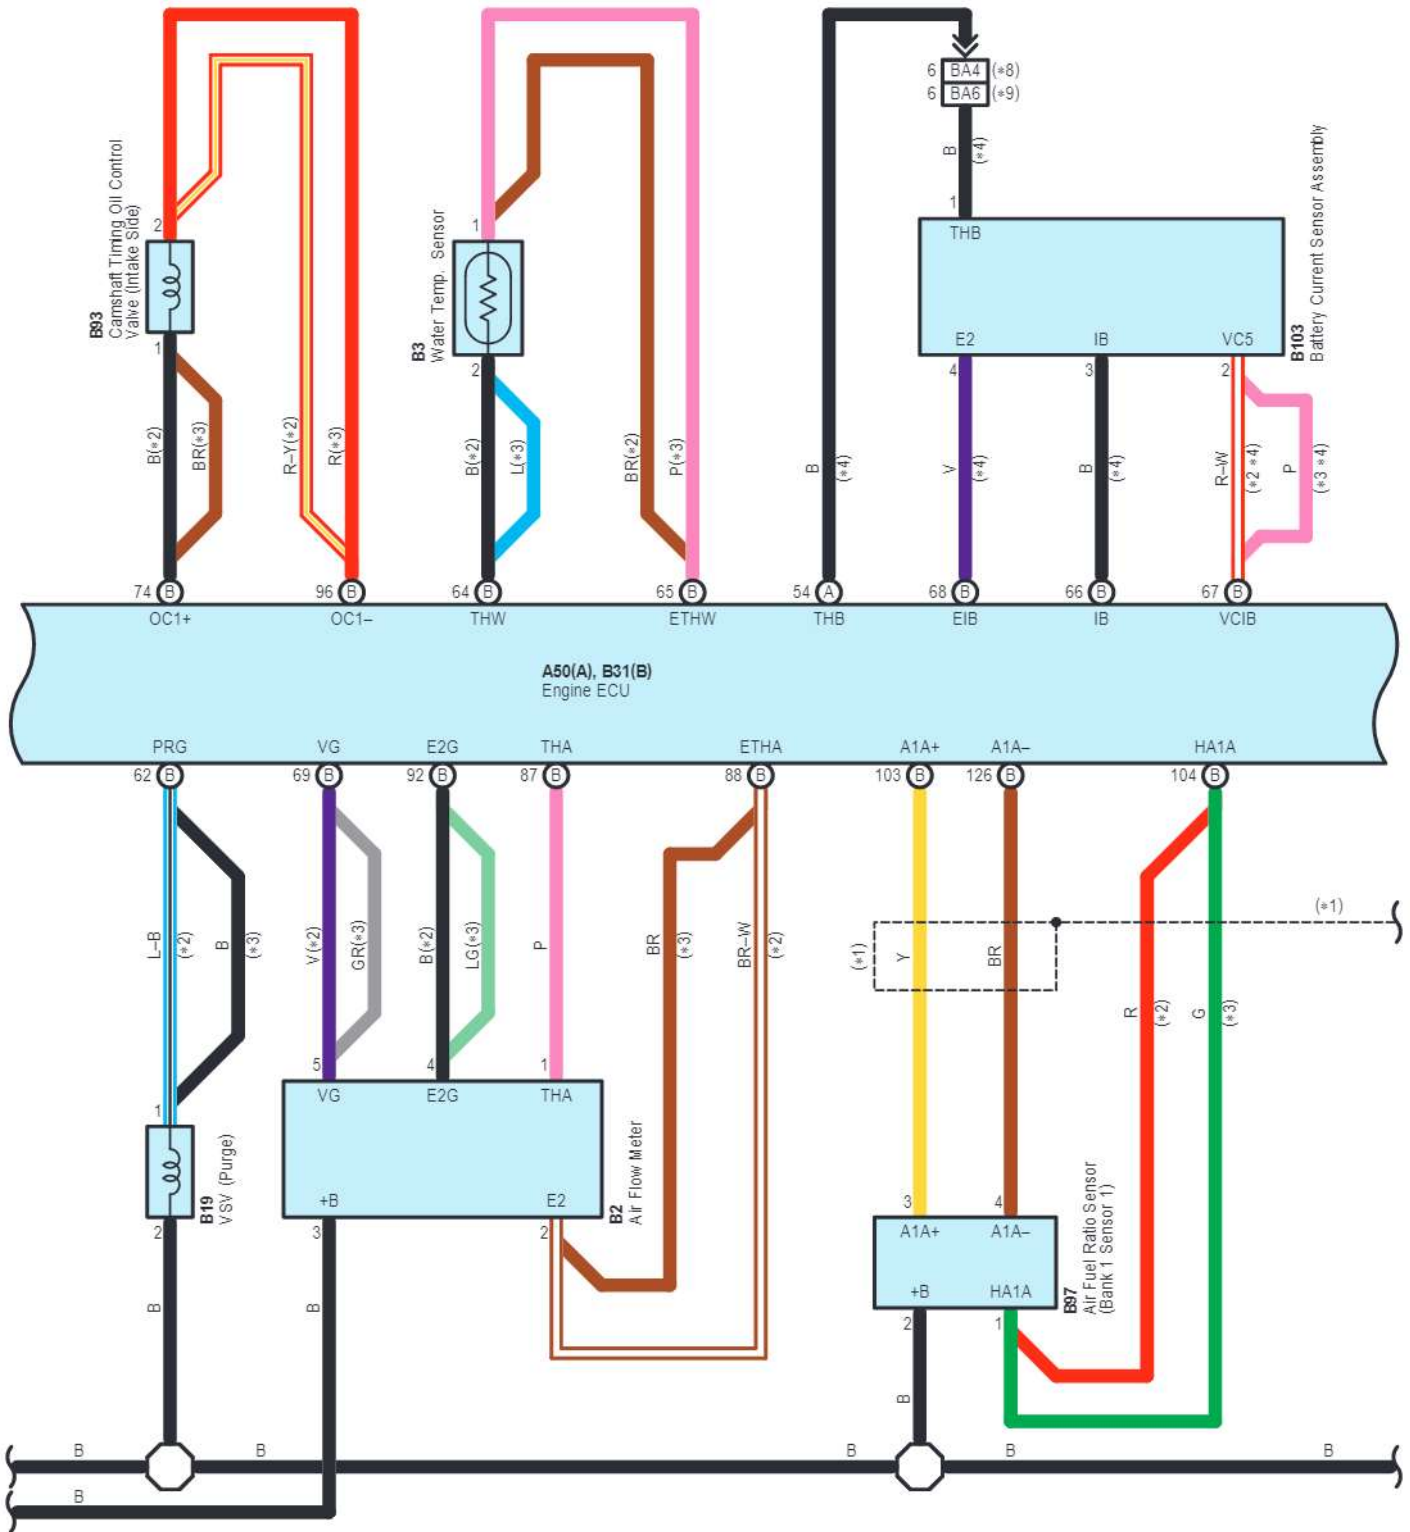 6 BA4 (*8)
6 BA6 (*9)
B
(*4)
1
THB
E2
IB
VC5
4
3
2
B103
Battery Current Sensor Assembly
2
B93
Camshaft Timing Oil Control
Valve (Intake Side)
1
1
B3
Water Temp. Sensor
2
B(*2)
BR(*3)
R–Y(*2)
R(*3)
B(*2)
L(*3)
BR(*2)
P(*3)
B
(*4)
V
(*4)
B
(*4)
R–W
(*2 *4)
P
(*3 *4)
74 B
96 B
64 B
65 B
54 A
68 B
66 B
67 B
OC1+
OC1–
THW
ETHW
THB
EIB
IB
VCIB
A50(A), B31(B)
Engine ECU
PRG
VG
E2G
THA
ETHA
A1A+
A1A–
HA1A
62 B
69 B
92 B
87 B
88 B
103 B
126 B
104 B
L–B
(*2)
B
(*3)
V(*2)
GR(*3)
B(*2)
LG(*3)
P
BR
(*3)
BR–W
(*2)
(*1)
Y
BR
(*1)
R
(*2)
G
(*3)
1
5
4
1
VG
E2G
THA
+B
E2
3
2
B2
Air Flow Meter
B19
VSV (Purge)
2
3
4
A1A+
A1A–
+B
HA1A
2
1
B97
Air Fuel Ratio Sensor
(Bank 1 Sensor 1)
B
B
B
B
B
B
B
B
B